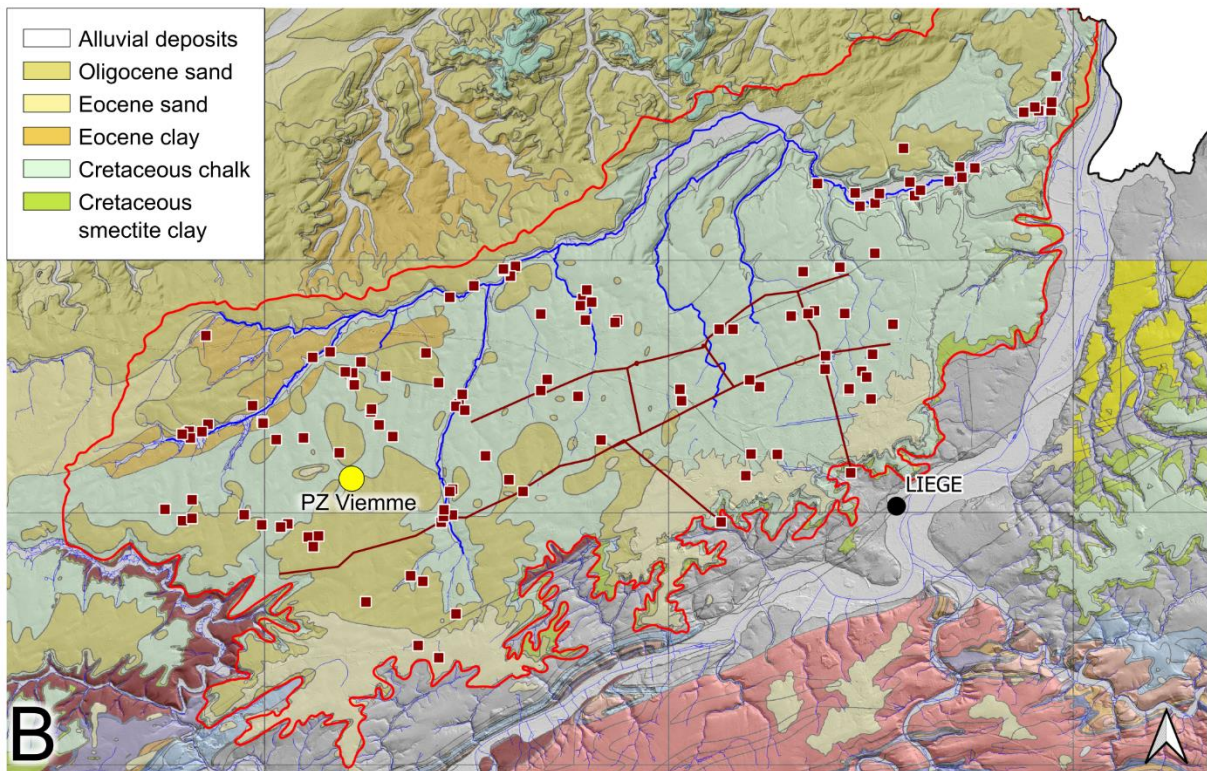 Alluvial deposits
Oligocene sand
Eocene sand
Eocene clay
Cretaceous chalk
Cretaceous
smectite clay
PZ Viemme
LIEGE
B